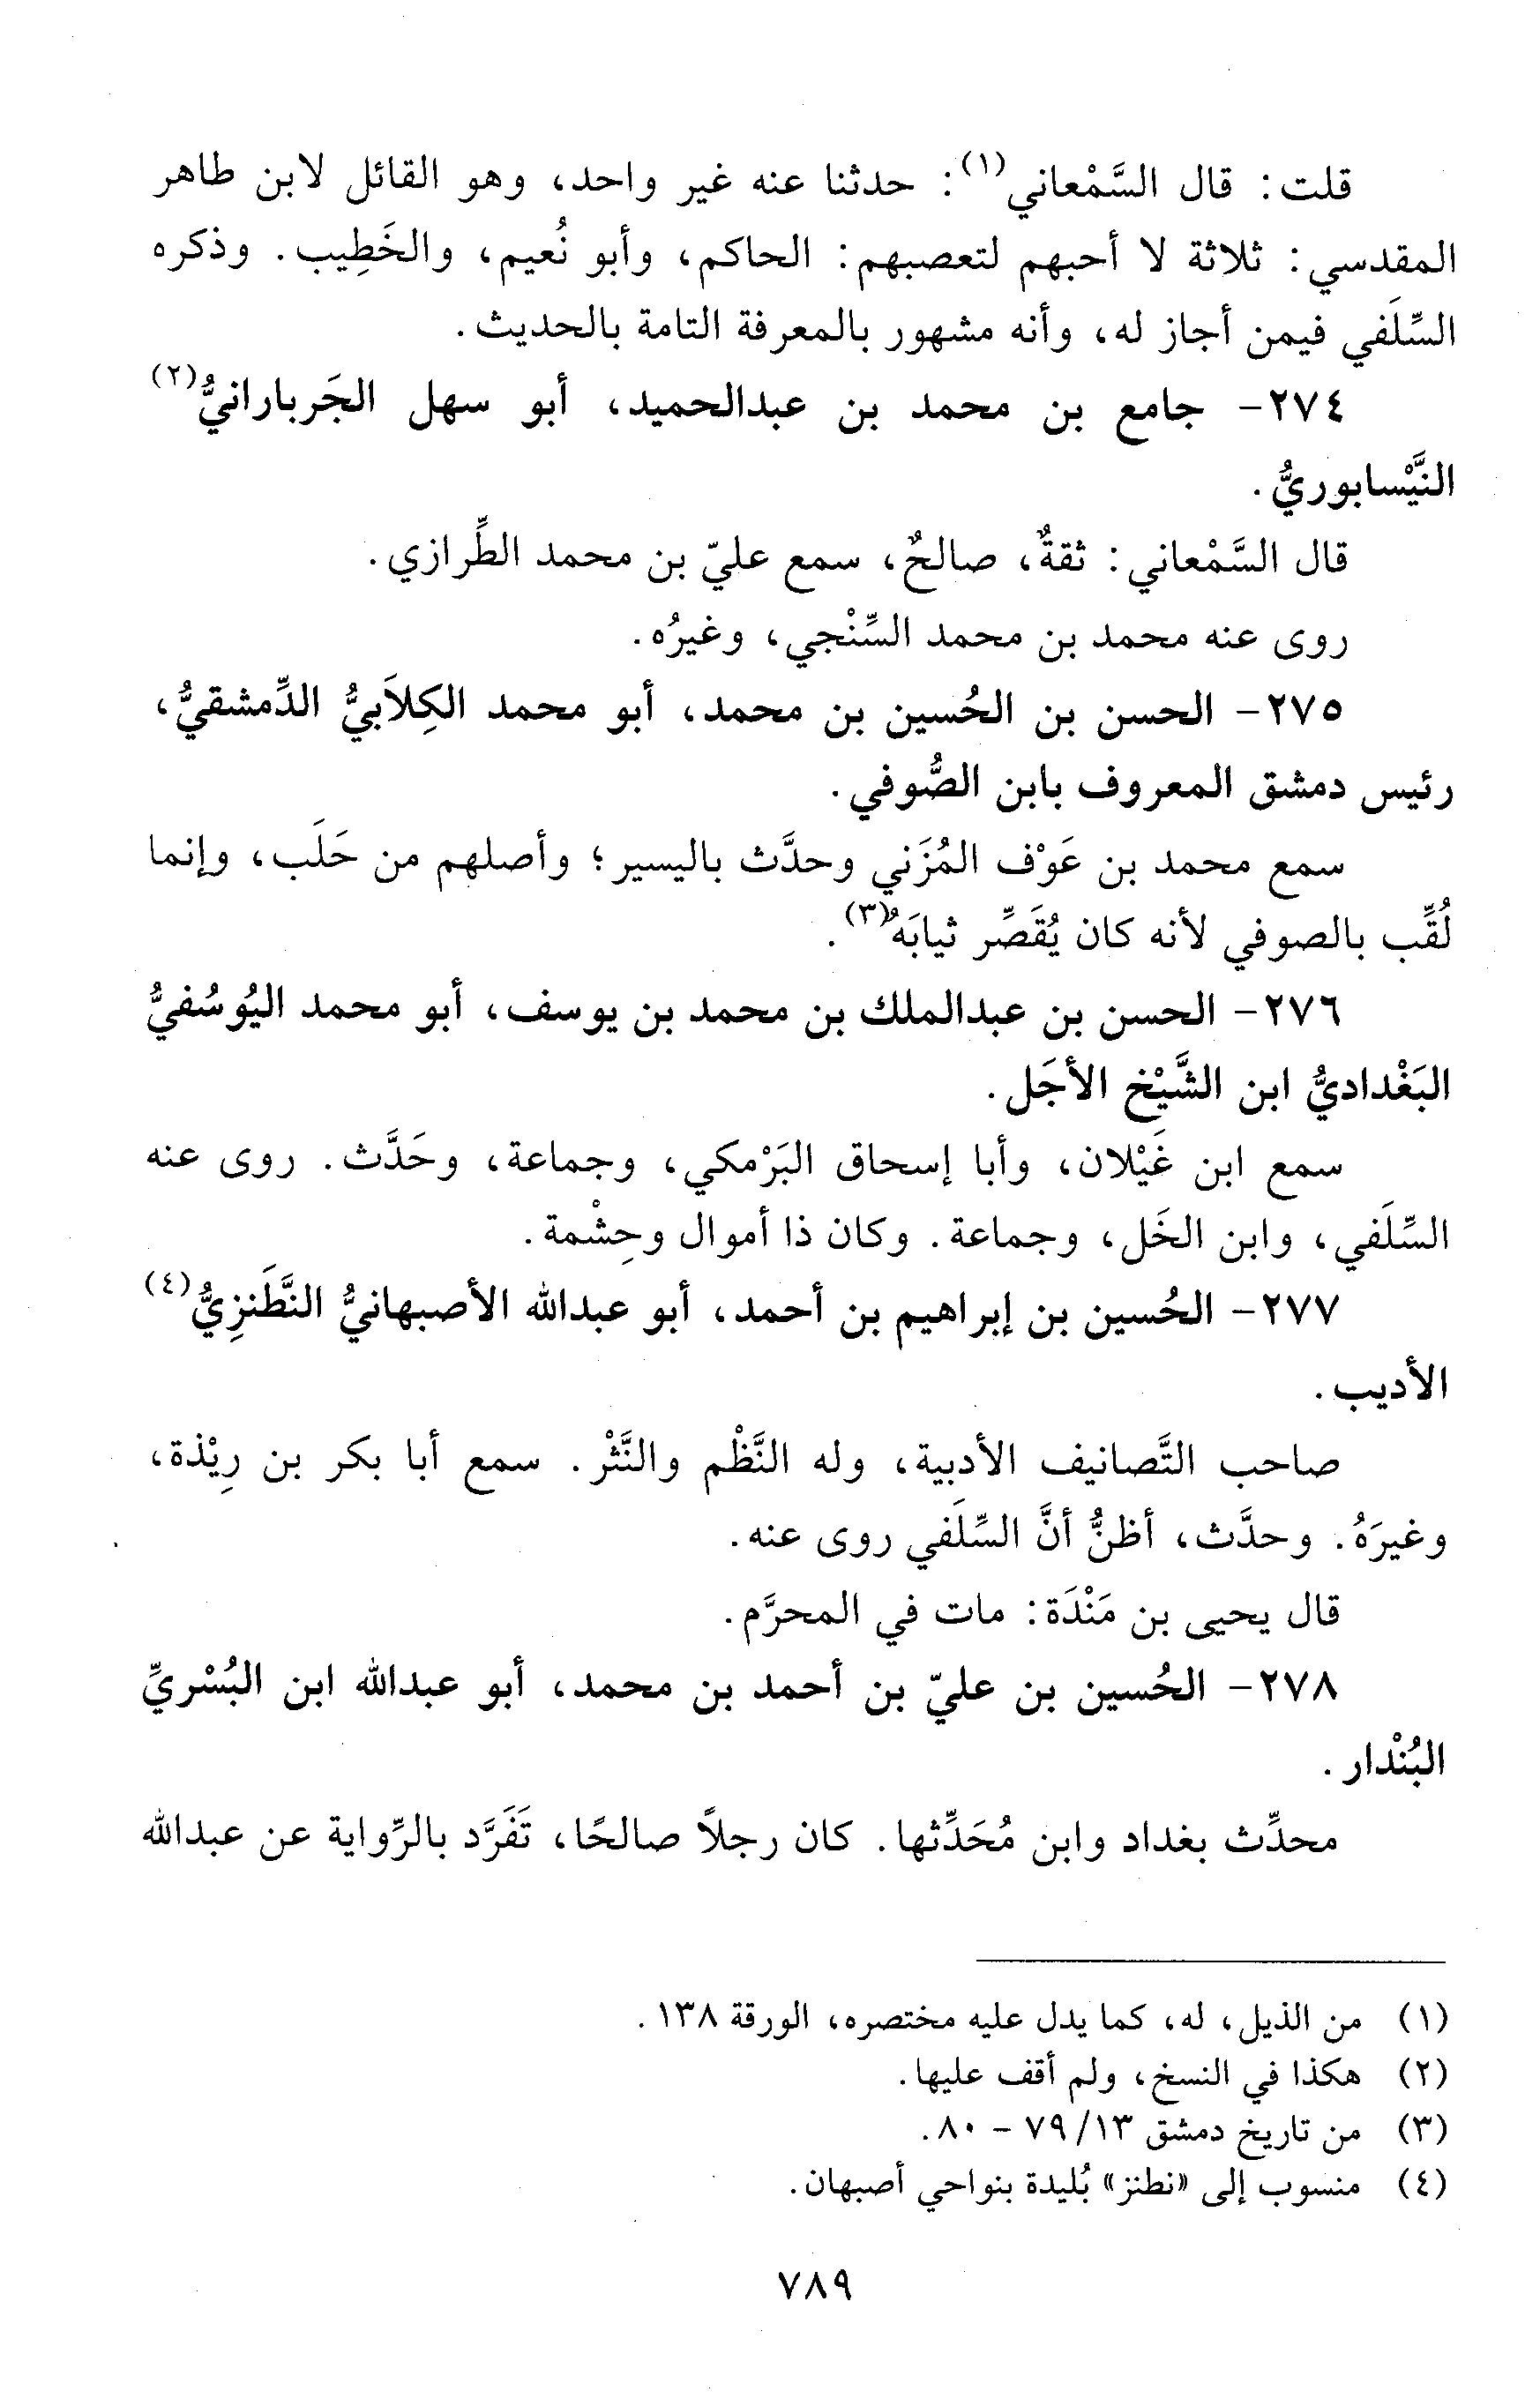 قلت: قال السَّمْعاني(١): حدثنا عنه غير واحد، وهو القائل لابن طاهر
المقدسي: ثلاثة لا أحبهم لتعصبهم: الحاكم، وأبو نُعيم، والخَطِيب. وذكره
السِّلَفي فيمن أجاز له، وأنه مشهور بالمعرفة التامة بالحديث.
٢٧٤- جامع بن محمد بن عبدالحميد، أبو سهل الجَربارانيُّ(٢)
النَّيْسابوريُّ.
قال السَّمْعاني: ثقةٌ، صالحٌ، سمع عليّ بن محمد الطِّرازي.
روى عنه محمد بن محمد السِّنْجي، وغيرُه.
٢٧٥- الحسن بن الحُسين بن محمد، أبو محمد الكِلاَبيُّ الدِّمشقيُّ،
رئيس دمشق المعروف بابن الصُّوفي.
سمع محمد بن عَوْف المُزَني وحدَّث باليسير؛ وأصلهم من حَلَب، وإنما
لُقِّب بالصوفي لأنه كان يُقَصِّر ثيابَهُ(٣).
٢٧٦- الحسن بن عبدالملك بن محمد بن يوسف، أبو محمد اليُوسُفيُّ
البَغْداديُّ ابن الشَّيْخ الأجَل.
سمع ابن غَيْلان، وأبا إسحاق البَرْمكي، وجماعة، وحَدَّث. روى عنه
السِّلَفي، وابن الخَل، وجماعة. وكان ذا أموال وحِشْمة.
٢٧٧- الحُسين بن إبراهيم بن أحمد، أبو عبدالله الأصبهانيُّ النَّطَنزِيُّ(٤)
الأديب.
صاحب التَّصانيف الأدبية، وله النَّظْم والنَّثْر. سمع أبا بكر بن رِيْذة،
وغيرَهُ. وحدَّث، أظنُّ أنَّ السِّلَفي روى عنه.
قال يحيى بن مَنْدَة: مات في المحرَّم.
٢٧٨- الحُسين بن عليّ بن أحمد بن محمد، أبو عبدالله ابن البُسْريِّ
البُنْدار.
محدِّث بغداد وابن مُحَدِّثها. كان رجلاً صالحًا، تَفَرَّد بالرِّواية عن عبدالله
(١) من الذيل، له، كما يدل عليه مختصره، الورقة ١٣٨.
(٢) هكذا في النسخ، ولم أقف عليها.
(٣) من تاريخ دمشق ١٣/ ٧٩ - ٨٠.
(٤) منسوب إلى «نطنز» بُليدة بنواحي أصبهان.
٧٨٩